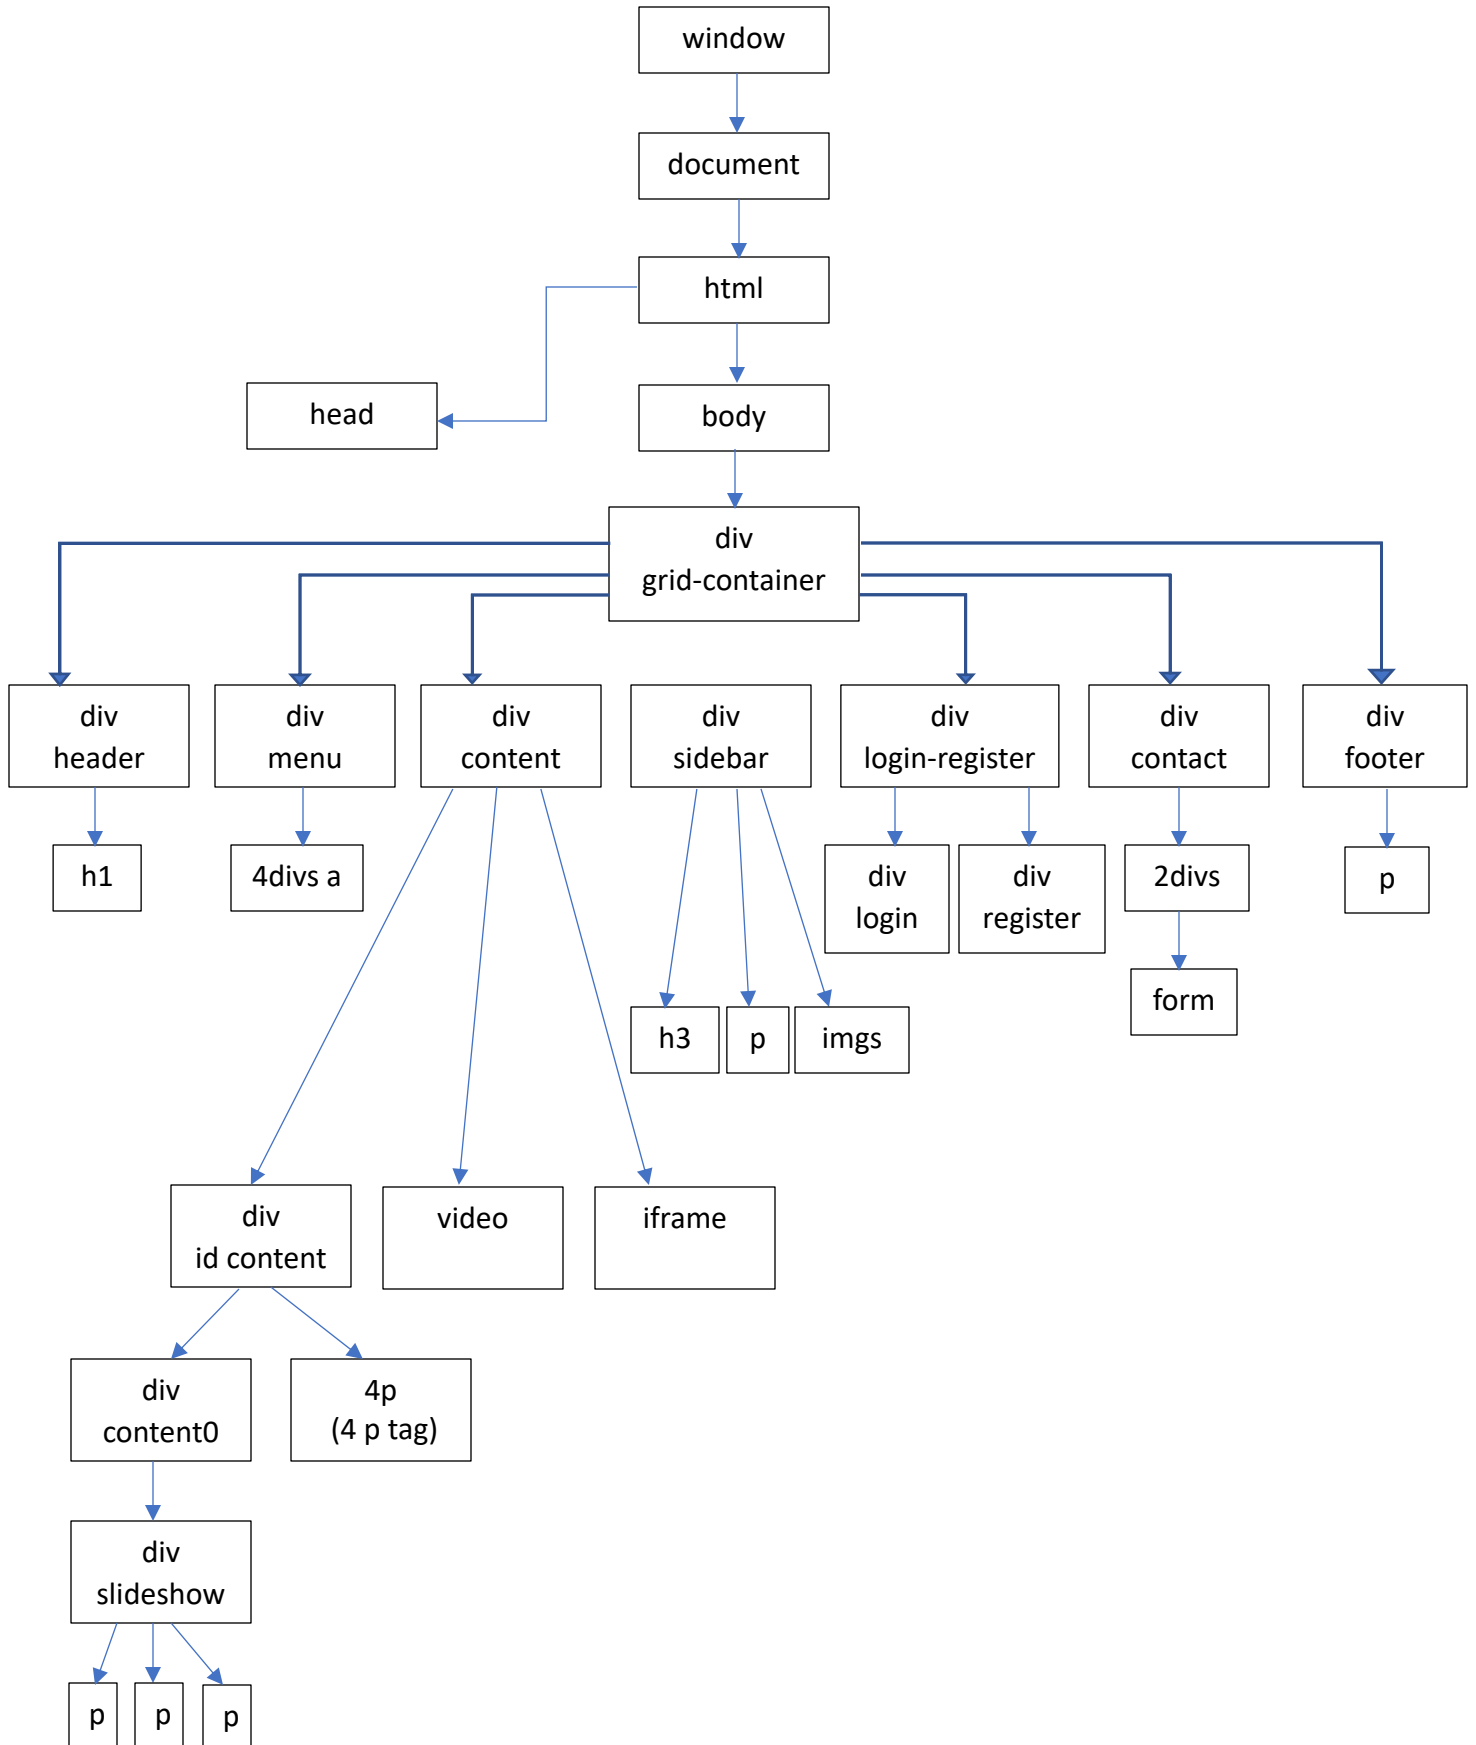 window
document
html
head
body
div
grid-container
div
header
div
menu
div
content
div
sidebar
div
login-register
div
contact
div
footer
h1
4divs a
div
login
div
register
2divs
p
form
h3
p
imgs
div
id content
video
iframe
div
content0
4p
(4 p tag)
div
slideshow
p
p
p